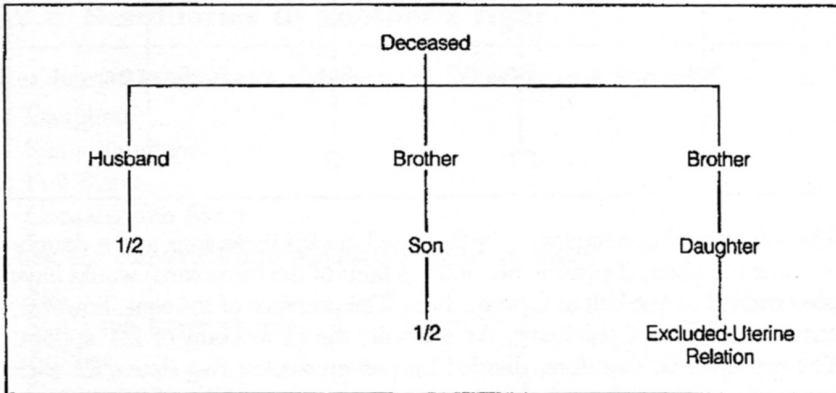 Deceased
Husband Brother Brother
1/2 Son Daughter
1/2 Excluded-Uterine
Relation